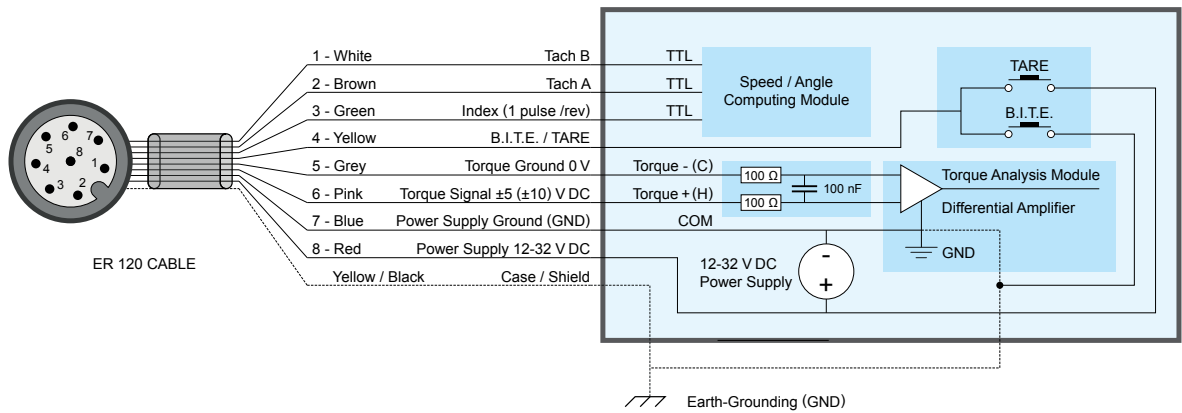 6
7
5
8
4
1
3
2
ER 120 CABLE
1 - White Tach B TTL
2 - Brown Tach A TTL
3 - Green Index (1 pulse /rev) TTL
4 - Yellow B.I.T.E. / TARE
5 - Grey Torque Ground 0 V Torque - (C)
6 - Pink Torque Signal ±5 (±10) V DC Torque + (H)
7 - Blue Power Supply Ground (GND) COM
8 - Red Power Supply 12-32 V DC
Yellow / Black Case / Shield
Speed / Angle
Computing Module
TARE
B.I.T.E.
100 Ω
100 Ω
100 nF
Torque Analysis Module
Differential Amplifier
GND
12-32 V DC
Power Supply
-
+
Earth-Grounding (GND)